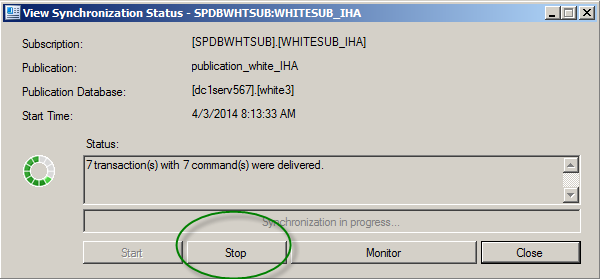 View Synchronization Status - SPDBWHTSUB:WHITESUB_IHA
Subscription: [SPDBWHTSUB].[WHITESUB_IHA]
Publication: publication_white_IHA
Publication Database: [dc1serv567].[white3]
Start Time: 4/3/2014 8:13:33 AM
Status:
7 transaction(s) with 7 command(s) were delivered.
Synchronization in progress...
Start Stop Monitor Close